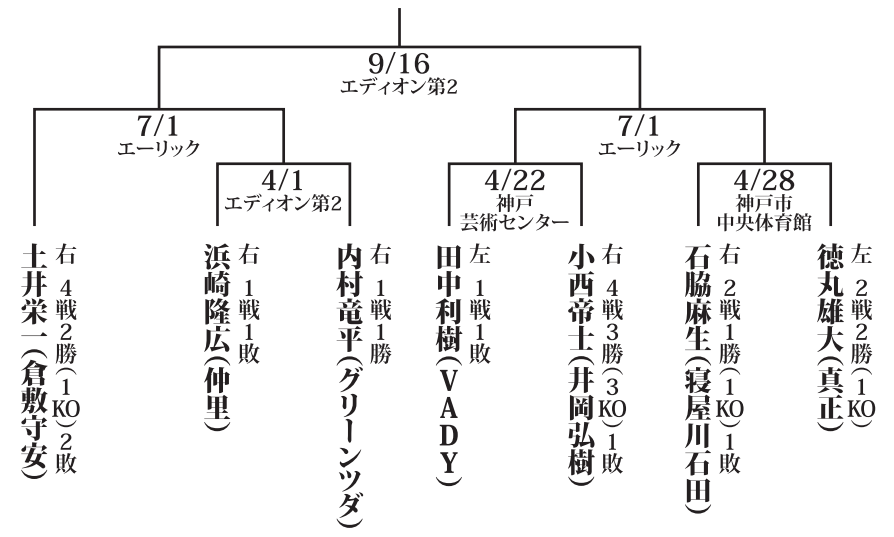 9/16
エディオン第2
7/1
エーリック
7/1
エーリック
4/1
エディオン第2
4/22
神戸
芸術センター
4/28
神戸市
中央体育館
土井栄一(倉敷守安)
右 4戦2勝(1KO)2敗
浜崎隆広(仲里)
右 1戦1敗
内村竜平(グリーンツダ)
右 1戦1勝
田中利樹(VADY)
左 1戦1敗
小西帝士(井岡弘樹)
右 4戦3勝(3KO)1敗
石脇麻生(寝屋川石田)
右 2戦1勝(1KO)1敗
徳丸雄大(真正)
左 2戦2勝(1KO)